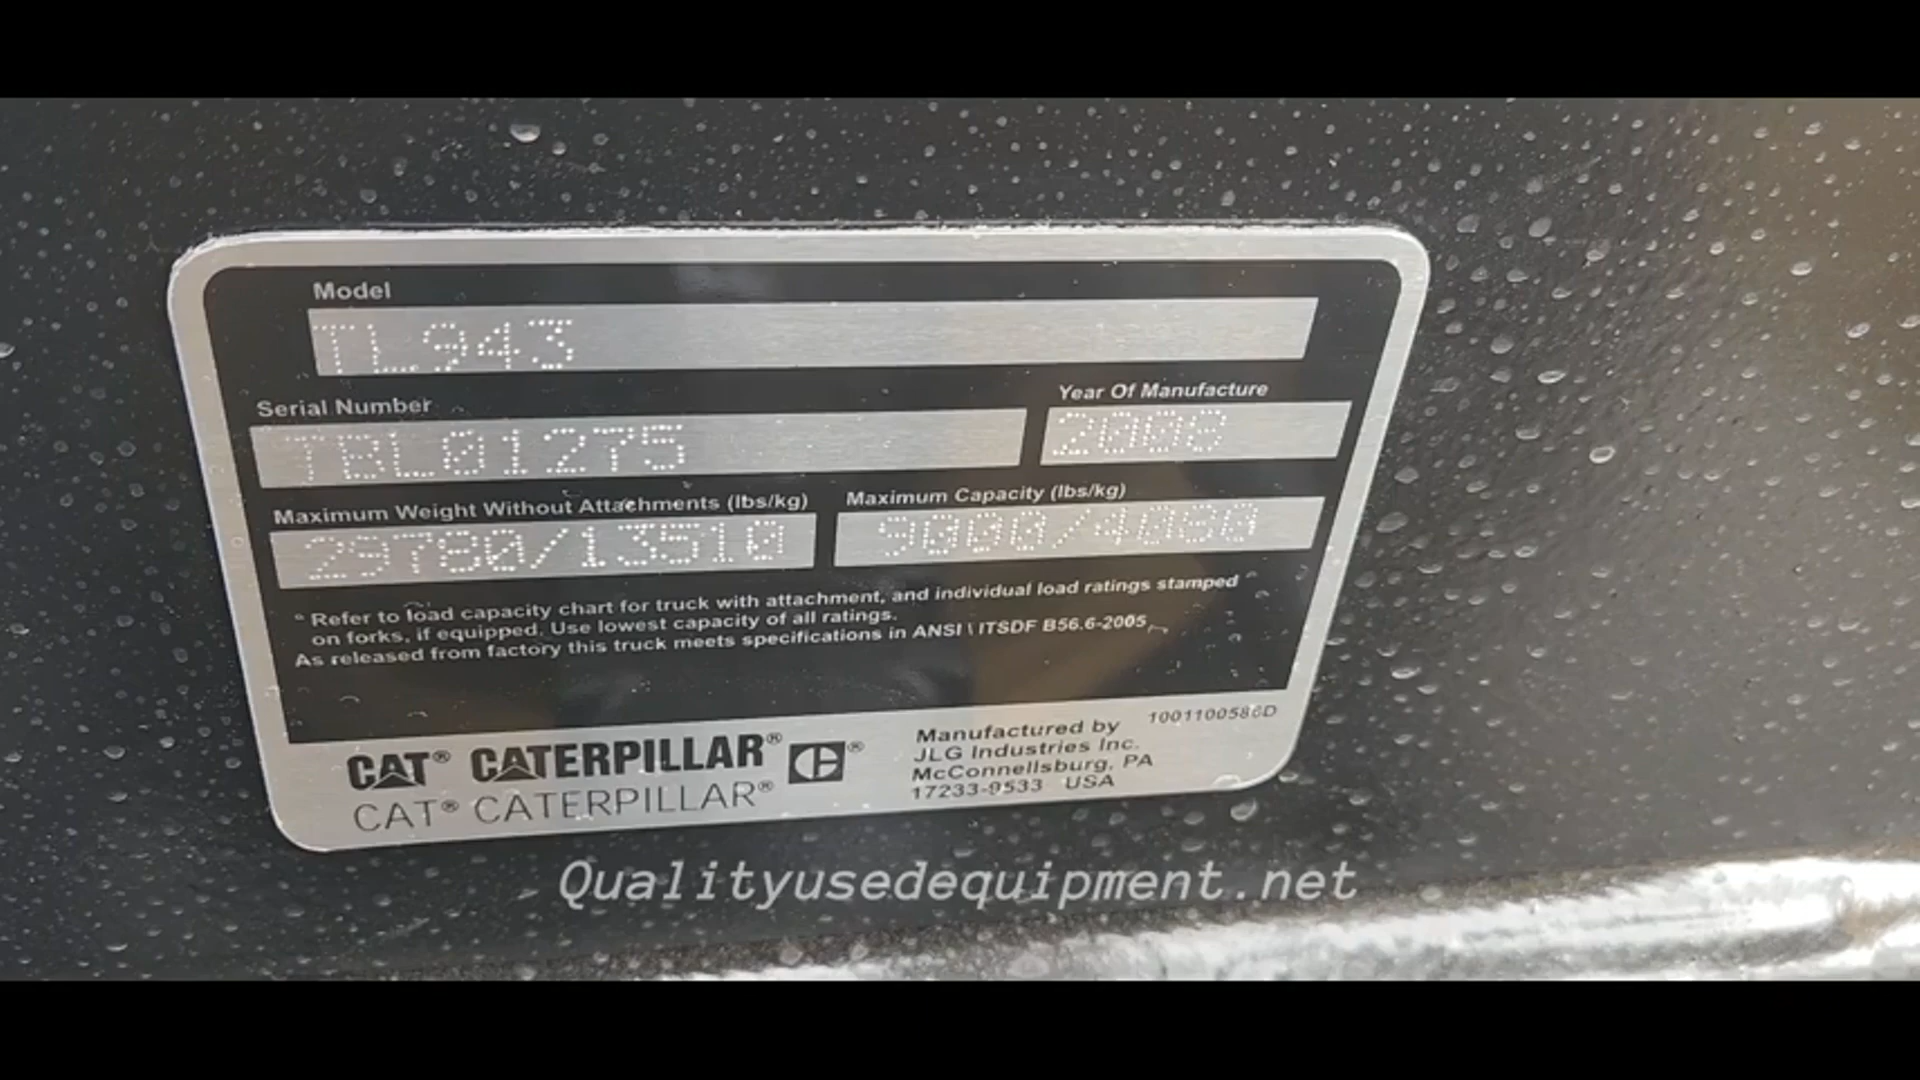 Model
TL943
Serial Number
TBL01275
Year Of Manufacture
2008
Maximum Weight Without Attachments (lbs/kg)
29780/13510
Maximum Capacity (lbs/kg)
9000/4080
* Refer to load capacity chart for truck with attachment, and individual load ratings stamped
on forks, if equipped. Use lowest capacity of all ratings.
As released from factory this truck meets specifications in ANSI \ ITSDF B56.6-2005
CAT® CATERPILLAR® ®
CAT® CATERPILLAR®
Manufactured by
JLG Industries Inc.
McConnellsburg, PA
17233-9533 USA
1001100586D
Qualityusedequipment.net